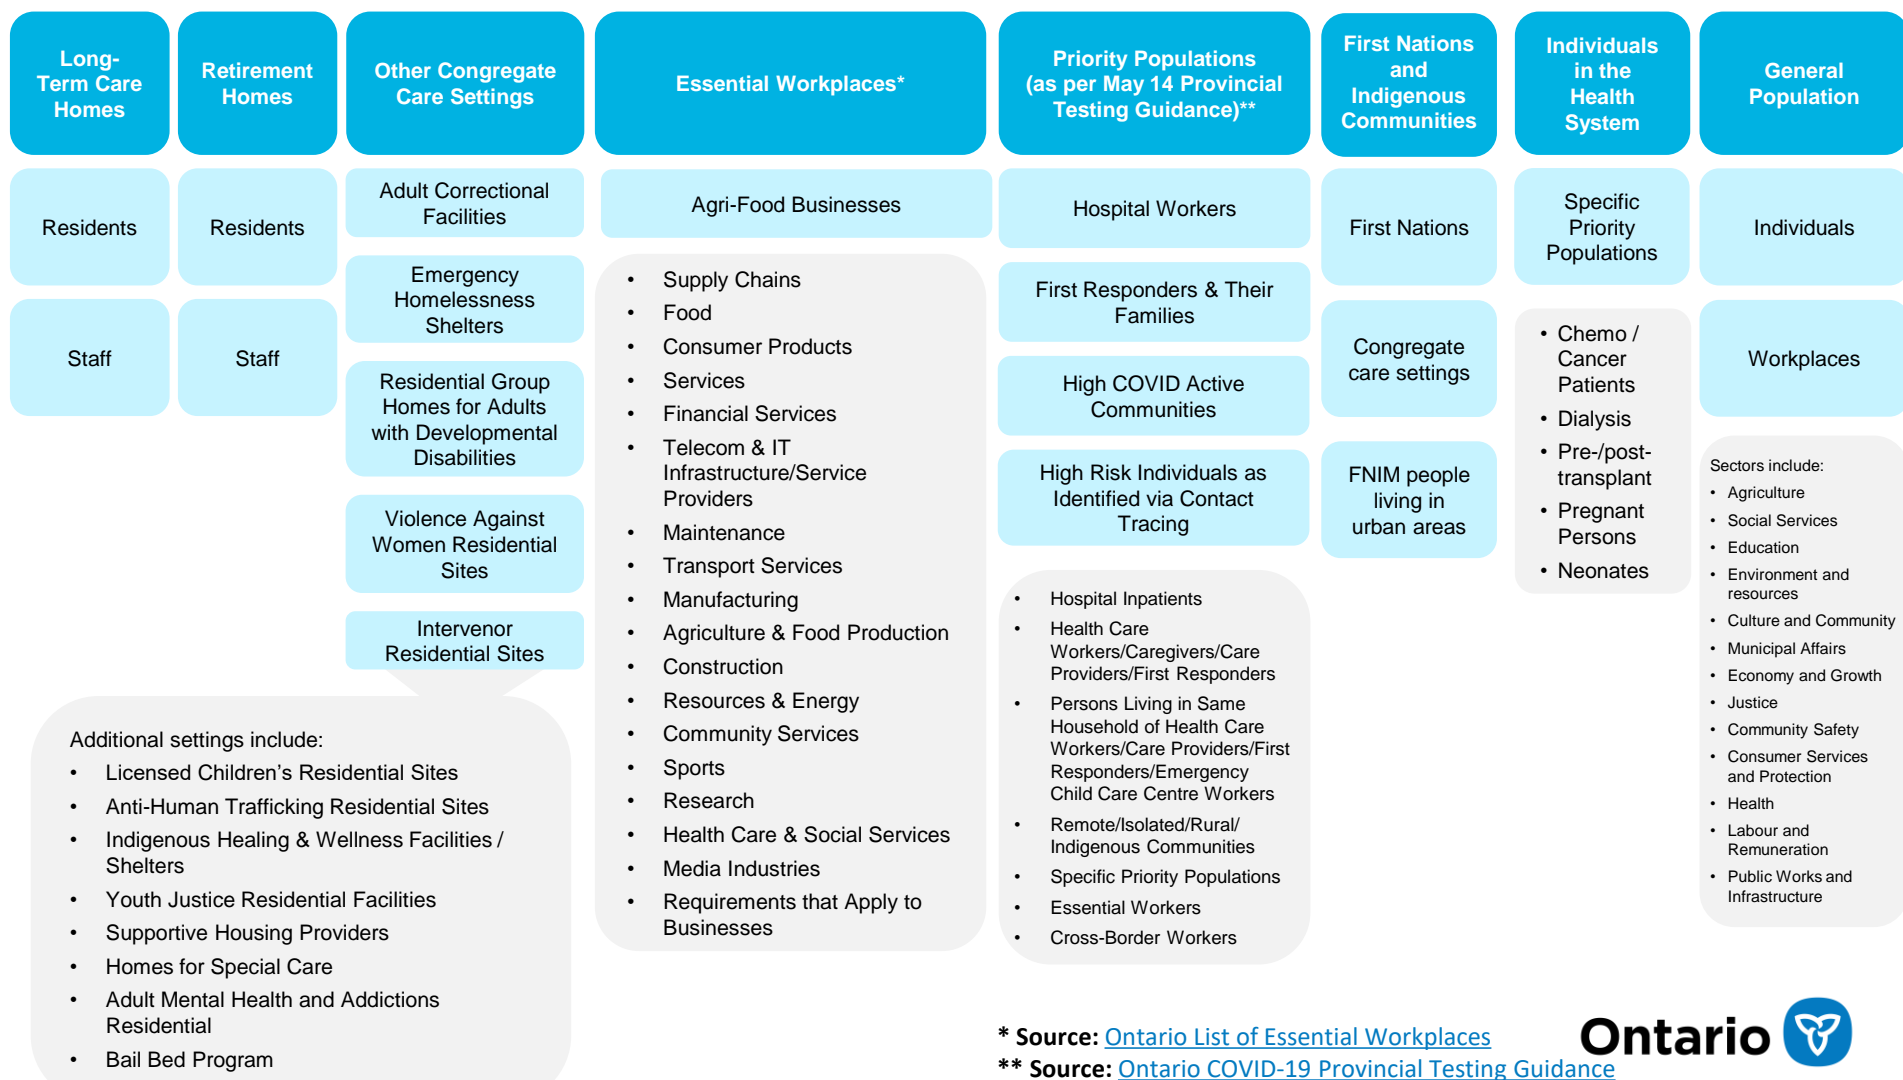 Long-
Term Care
Homes
Retirement
Homes
Other Congregate
Care Settings
Essential Workplaces*
Priority Populations
(as per May 14 Provincial
Testing Guidance)**
First Nations
and
Indigenous
Communities
Individuals
in the
Health
System
General
Population
Residents
Staff
Residents
Staff
Adult Correctional
Facilities
Emergency
Homelessness
Shelters
Residential Group
Homes for Adults
with Developmental
Disabilities
Violence Against
Women Residential
Sites
Intervenor
Residential Sites
Additional settings include:
• Licensed Children's Residential Sites
• Anti-Human Trafficking Residential Sites
• Indigenous Healing & Wellness Facilities /
Shelters
• Youth Justice Residential Facilities
• Supportive Housing Providers
• Homes for Special Care
• Adult Mental Health and Addictions
Residential
• Bail Bed Program
Agri-Food Businesses
• Supply Chains
• Food
• Consumer Products
• Services
• Financial Services
• Telecom & IT
Infrastructure/Service
Providers
• Maintenance
• Transport Services
• Manufacturing
• Agriculture & Food Production
• Construction
• Resources & Energy
• Community Services
• Sports
• Research
• Health Care & Social Services
• Media Industries
• Requirements that Apply to
Businesses
Hospital Workers
First Responders & Their
Families
High COVID Active
Communities
High Risk Individuals as
Identified via Contact
Tracing
• Hospital Inpatients
• Health Care
Workers/Caregivers/Care
Providers/First Responders
• Persons Living in Same
Household of Health Care
Workers/Care Providers/First
Responders/Emergency
Child Care Centre Workers
• Remote/Isolated/Rural/
Indigenous Communities
• Specific Priority Populations
• Essential Workers
• Cross-Border Workers
First Nations
Congregate
care settings
FNIM people
living in
urban areas
Specific
Priority
Populations
• Chemo /
Cancer
Patients
• Dialysis
• Pre-/post-
transplant
• Pregnant
Persons
• Neonates
Individuals
Workplaces
Sectors include:
• Agriculture
• Social Services
• Education
• Environment and
resources
• Culture and Community
• Municipal Affairs
• Economy and Growth
• Justice
• Community Safety
• Consumer Services
and Protection
• Health
• Labour and
Remuneration
• Public Works and
Infrastructure
* Source: Ontario List of Essential Workplaces
** Source: Ontario COVID-19 Provincial Testing Guidance
Ontario